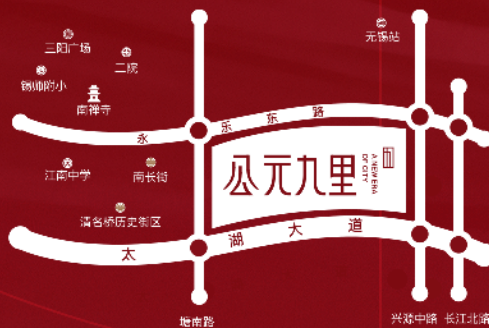 三阳广场
无锡站
二院
锡师附小
南禅寺
永乐东路
江南中学
南长街
公元九里
A NEW ERA
OF CITY
清名桥历史街区
太湖大道
塘南路
兴源中路
长江北路